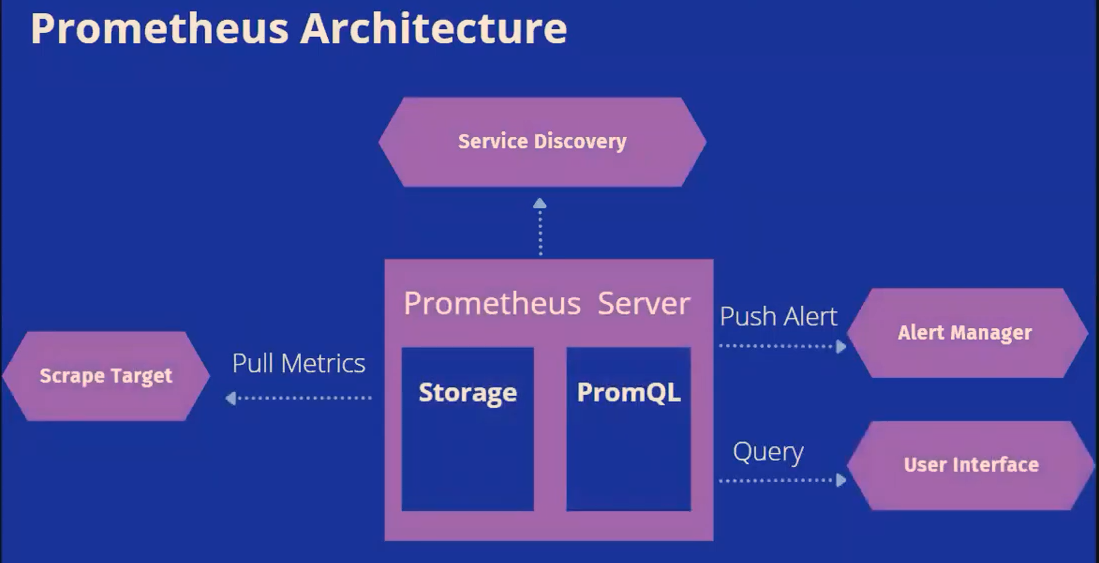 Prometheus Architecture
Service Discovery
Prometheus Server
Push Alert
Alert Manager
Pull Metrics
Scrape Target
Storage
PromQL
Query
User Interface